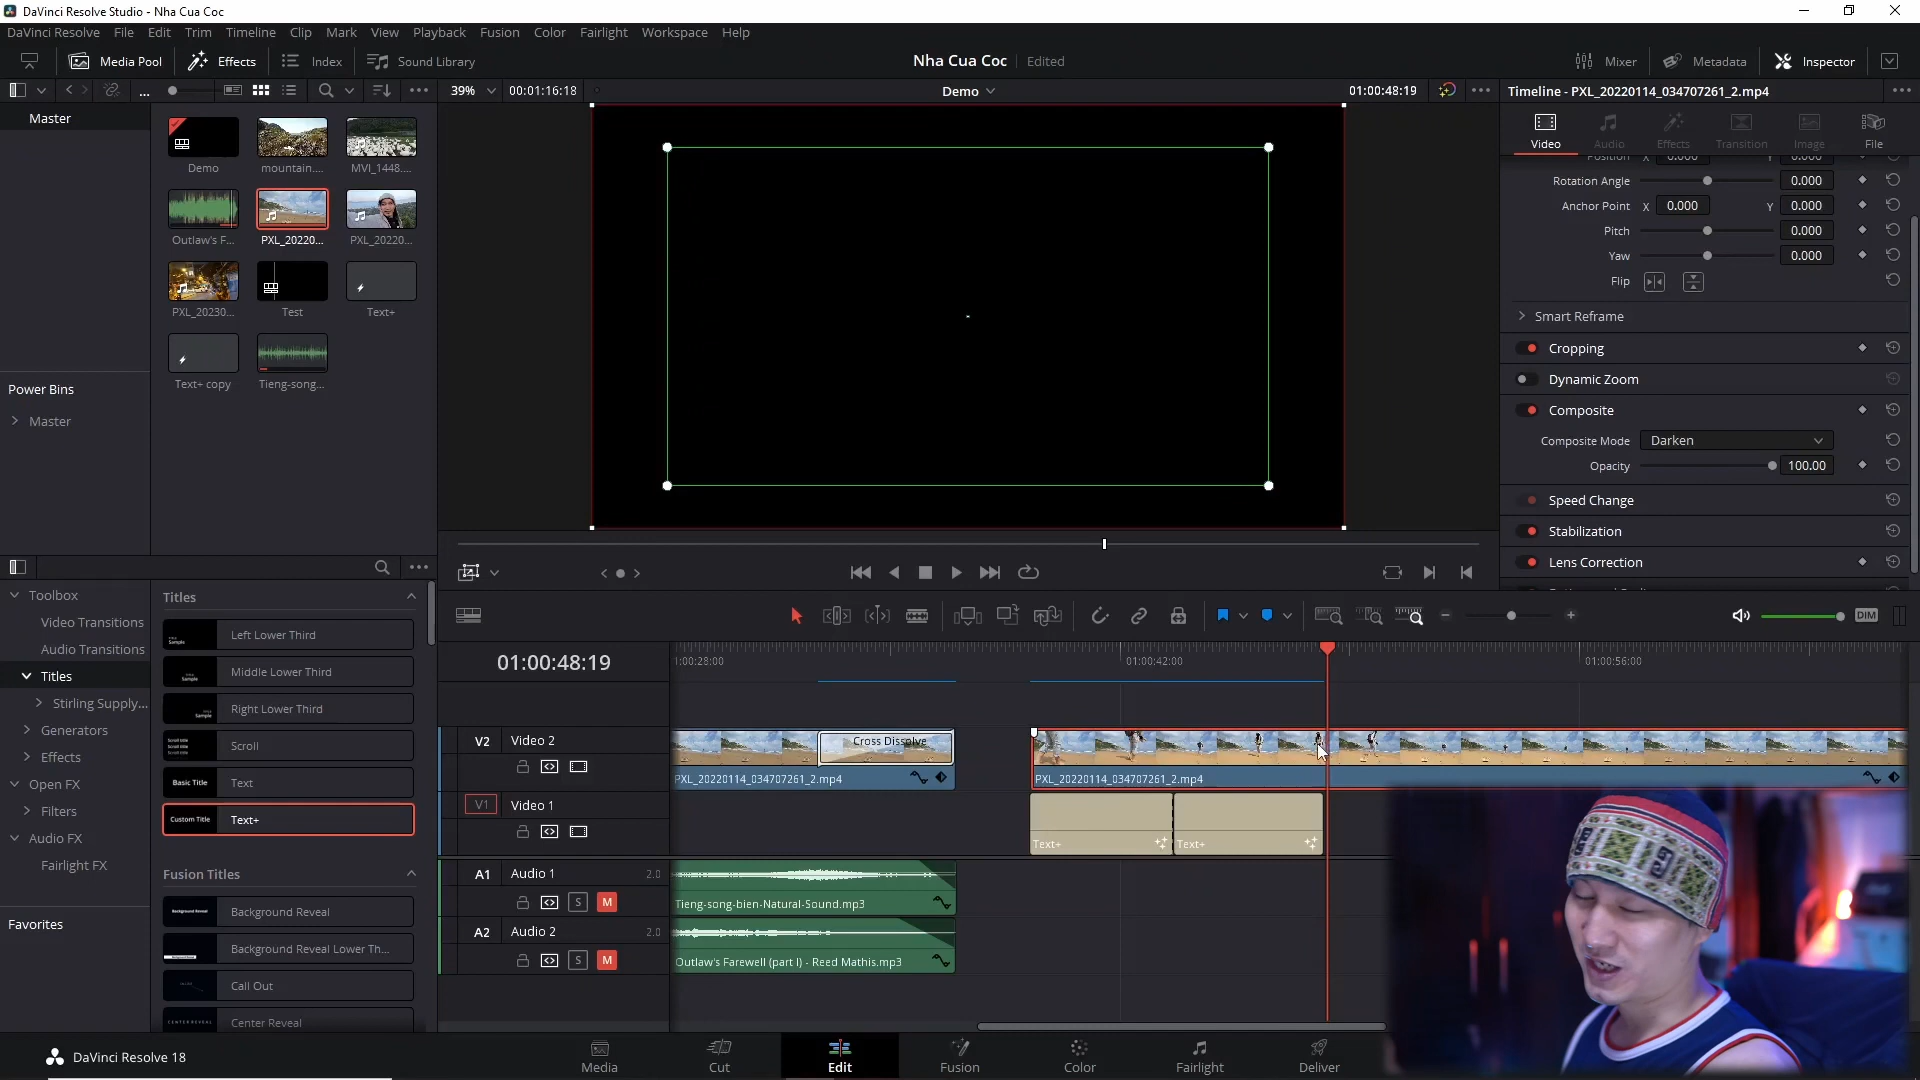 DaVinci Resolve Studio - Nha Cua Coc
DaVinci Resolve File Edit Trim Timeline Clip Mark View Playback Fusion Color Fairlight Workspace Help
Media Pool Effects Index Sound Library Nha Cua Coc Edited Mixer Metadata Inspector
39% 00:01:16:18 Demo 01:00:48:19 Timeline - PXL_20220114_034707261_2.mp4
Master
Demo mountain.... MVI_1448....
Outlaw's F... PXL_20220... PXL_20220...
PXL_20230... Test Text+
Text+ copy Tieng-song...
Power Bins
Master
Video Audio Effects Transition Image File
Position X 0.000 Y 0.000
Rotation Angle 0.000
Anchor Point X 0.000 Y 0.000
Pitch 0.000
Yaw 0.000
Flip
Smart Reframe
Cropping
Dynamic Zoom
Composite
Composite Mode Darken
Opacity 100.00
Speed Change
Stabilization
Lens Correction
Toolbox
Video Transitions
Audio Transitions
Titles
Stirling Supply...
Generators
Effects
Open FX
Filters
Audio FX
Fairlight FX
Favorites
Titles
Left Lower Third
Middle Lower Third
Right Lower Third
Scroll
Basic Title Text
Custom Title Text+
Fusion Titles
Background Reveal
Background Reveal Lower Th...
Call Out
Center Reveal
DIM
01:00:48:19 1:00:28:00 01:00:42:00 01:00:56:00
V2 Video 2 Cross Dissolve
PXL_20220114_034707261_2.mp4 PXL_20220114_034707261_2.mp4
V1 Video 1
Text+ Text+
A1 Audio 1 2.0
S M Tieng-song-bien-Natural-Sound.mp3
A2 Audio 2 2.0
S M Outlaw's Farewell (part I) - Reed Mathis.mp3
DaVinci Resolve 18 Media Cut Edit Fusion Color Fairlight Deliver